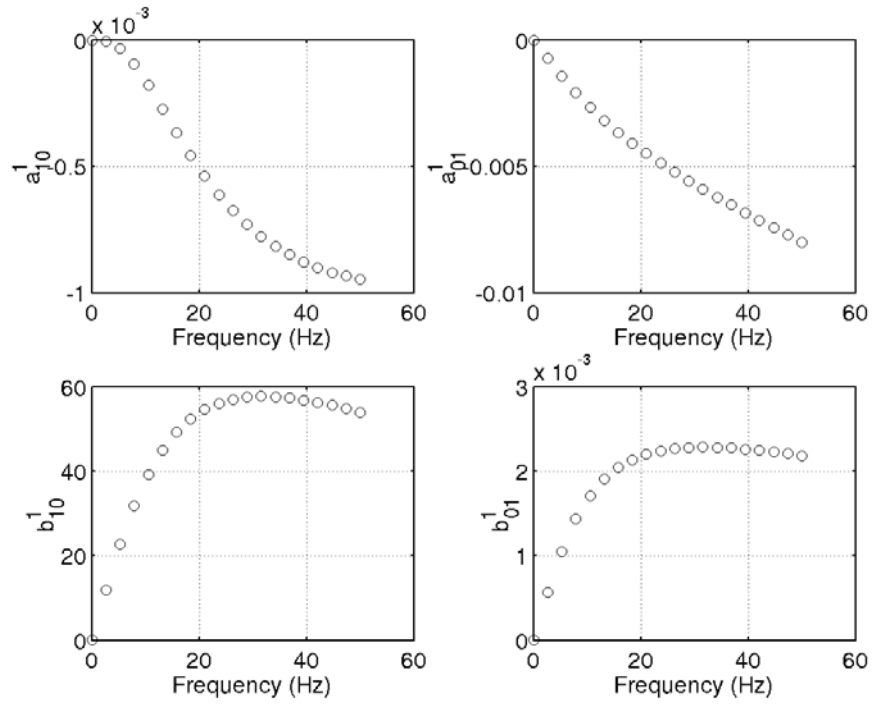 x 10^-3
0
-0.5
-1
a^1_10
0 20 40 60
Frequency (Hz)
0
-0.005
-0.01
a^1_01
0 20 40 60
Frequency (Hz)
60
40
20
0
b^1_10
0 20 40 60
Frequency (Hz)
x 10^-3
3
2
1
0
b^1_01
0 20 40 60
Frequency (Hz)